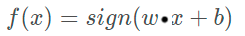 f(x) = sign(w•x + b)